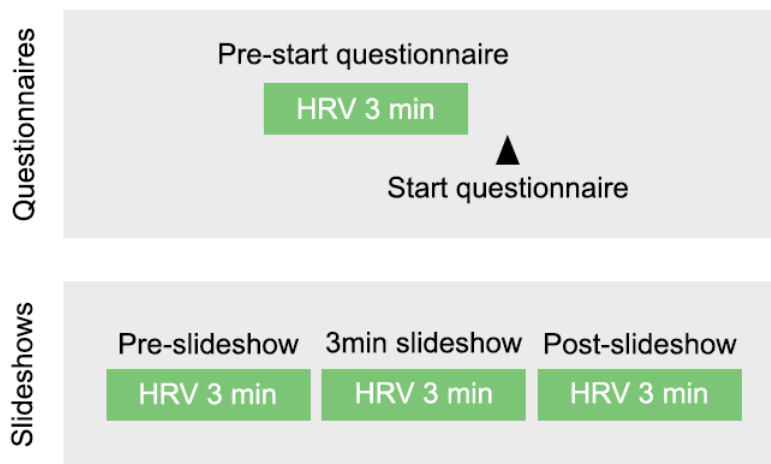 Questionnaires
Pre-start questionnaire
HRV 3 min
Start questionnaire
Slideshows
Pre-slideshow
3min slideshow
Post-slideshow
HRV 3 min
HRV 3 min
HRV 3 min